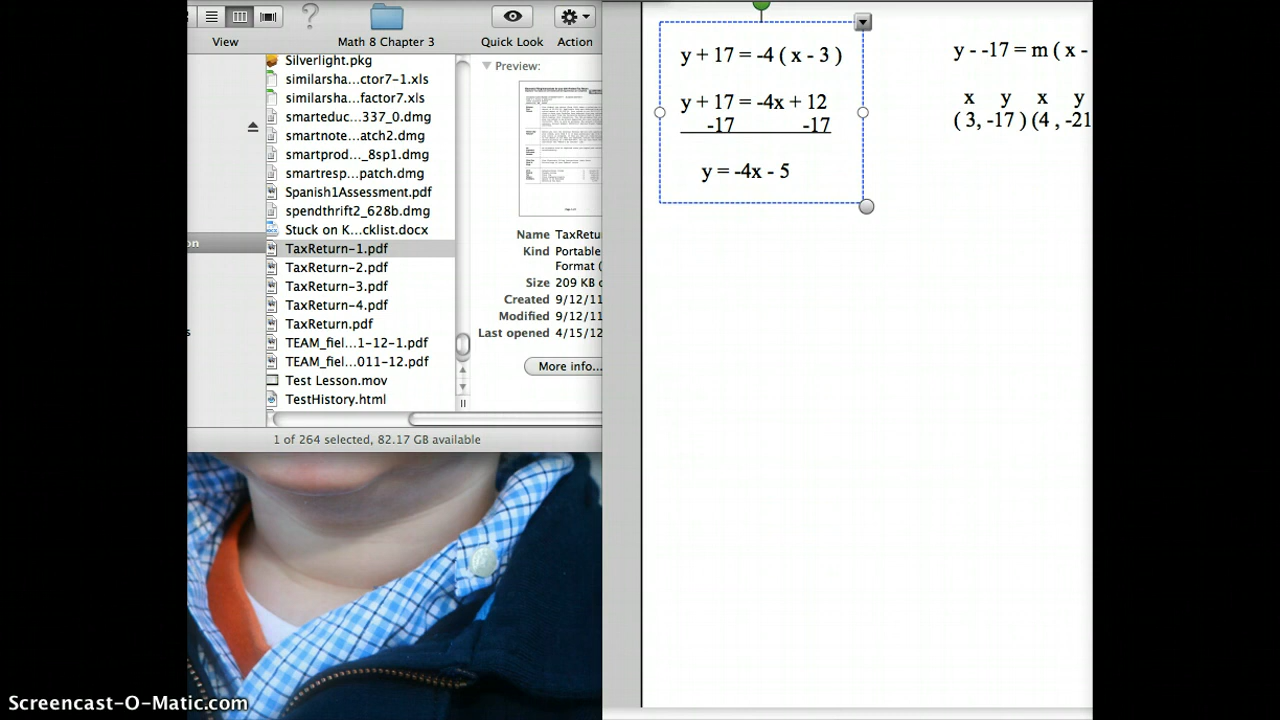 View
Math 8 Chapter 3
Quick Look
Action
Silverlight.pkg
similarsha...ctor7-1.xls
similarsha...factor7.xls
smarteduc...337_0.dmg
smartnote...atch2.dmg
smartprod..._8sp1.dmg
smartresp...patch.dmg
Spanish1Assessment.pdf
spendthrift2_628b.dmg
Stuck on K...cklist.docx
on
TaxReturn-1.pdf
TaxReturn-2.pdf
TaxReturn-3.pdf
TaxReturn-4.pdf
TaxReturn.pdf
TEAM_fiel...1-12-1.pdf
TEAM_fiel...011-12.pdf
Test Lesson.mov
TestHistory.html
Preview:
Name TaxRetu
Kind Portable
Format (
Size 209 KB
Created 9/12/11
Modified 9/12/11
Last opened 4/15/12
More info...
1 of 264 selected, 82.17 GB available
y + 17 = -4 ( x - 3 )
y + 17 = -4x + 12
-17 -17
y = -4x - 5
y - -17 = m ( x -
x y x y
( 3, -17 ) (4 , -21
Screencast-O-Matic.com